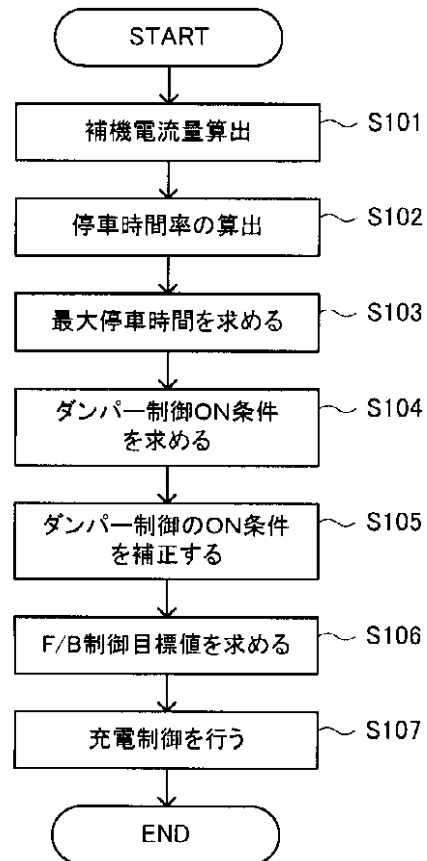 START
補機電流量算出
S101
停車時間率の算出
S102
最大停車時間を求める
S103
ダンパー制御ON条件
を求める
S104
ダンパー制御のON条件
を補正する
S105
F/B制御目標値を求める
S106
充電制御を行う
S107
END